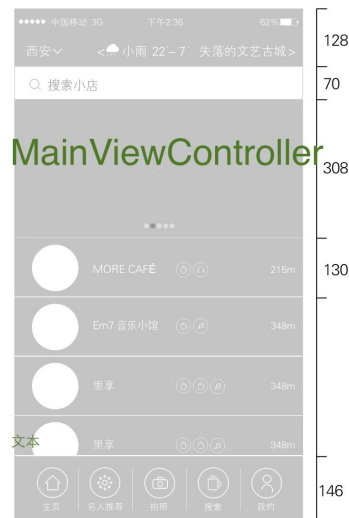 ●●●●● 中国移动 3G 下午2:36 62%
西安 < 小雨 22°– 7° 失落的文艺古城 >
128
搜索小店
70
MainViewController
308
MORE CAFÉ 215m
130
Em7 音乐小馆 348m
里享 348m
文本
里享 348m
主页 名人推荐 拍照 搜索 我的
146